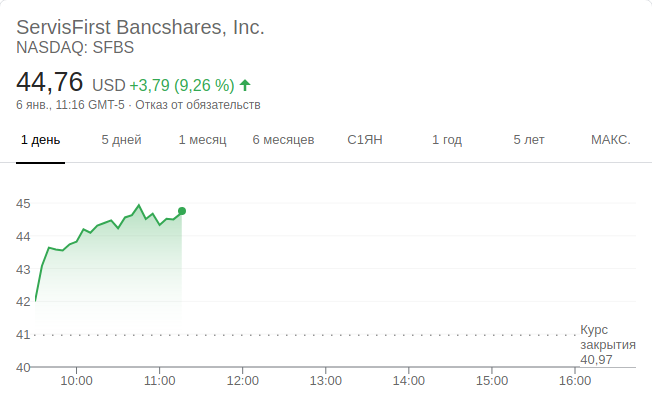 ServisFirst Bancshares, Inc.
NASDAQ: SFBS
44,76 USD +3,79 (9,26 %)
6 янв., 11:16 GMT-5 · Отказ от обязательств
1 день 5 дней 1 месяц 6 месяцев С1ЯН 1 год 5 лет МАКС.
45
44
43
42
41
Курс
закрытия
40,97
40
10:00 11:00 12:00 13:00 14:00 15:00 16:00